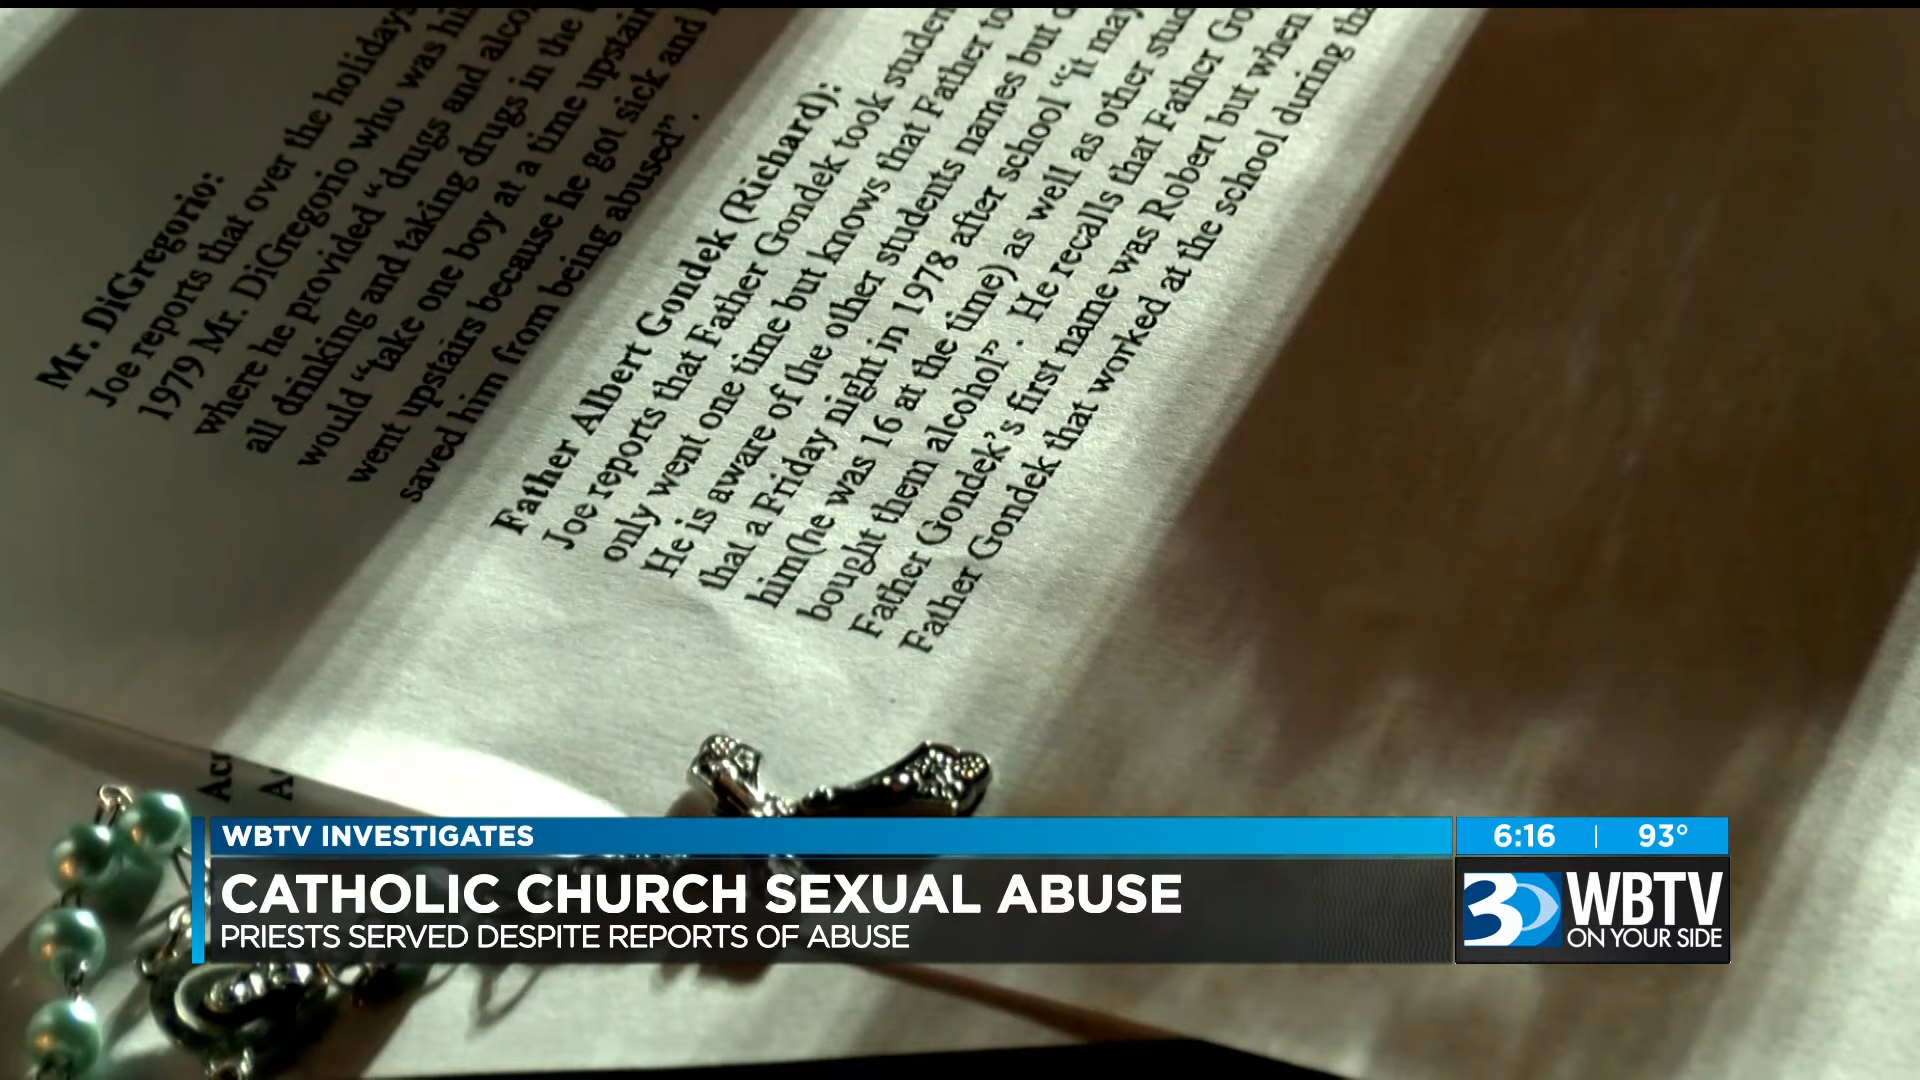 Mr. DiGregorio:
Joe reports that over the holidays
1979 Mr. DiGregorio who was his
where he provided “drugs and alco
all drinking and taking drugs in the
would “take one boy at a time upstair
went upstairs because he got sick and
saved him from being abused”.
Father Albert Gondek (Richard):
Joe reports that Father Gondek took studen
only went one time but knows that Father to
He is aware of the other students names but d
that a Friday night in 1978 after school “it may
him(he was 16 at the time) as well as other stud
bought them alcohol”. He recalls that Father Go
Father Gondek’s first name was Robert but when
Father Gondek that worked at the school during tha
WBTV INVESTIGATES
CATHOLIC CHURCH SEXUAL ABUSE
PRIESTS SERVED DESPITE REPORTS OF ABUSE
6:16 | 93°
3 WBTV
ON YOUR SIDE